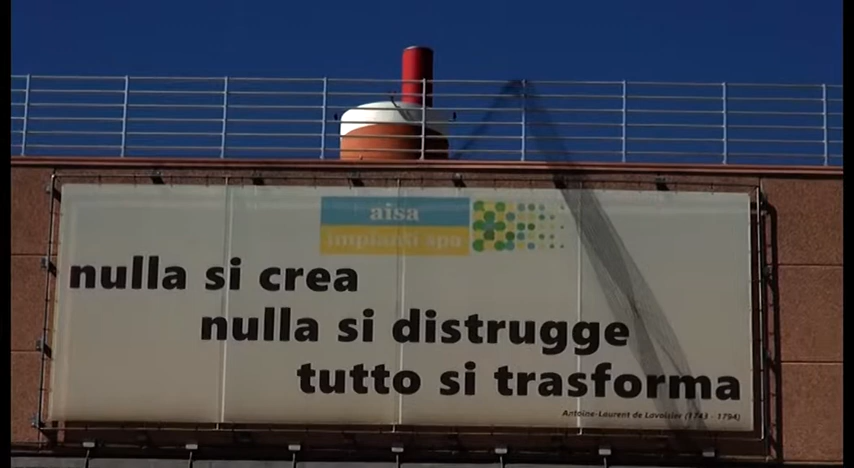 aisa
impianti spa
nulla si crea
nulla si distrugge
tutto si trasforma
Antoine-Laurent de Lavoisier (1743 - 1794)